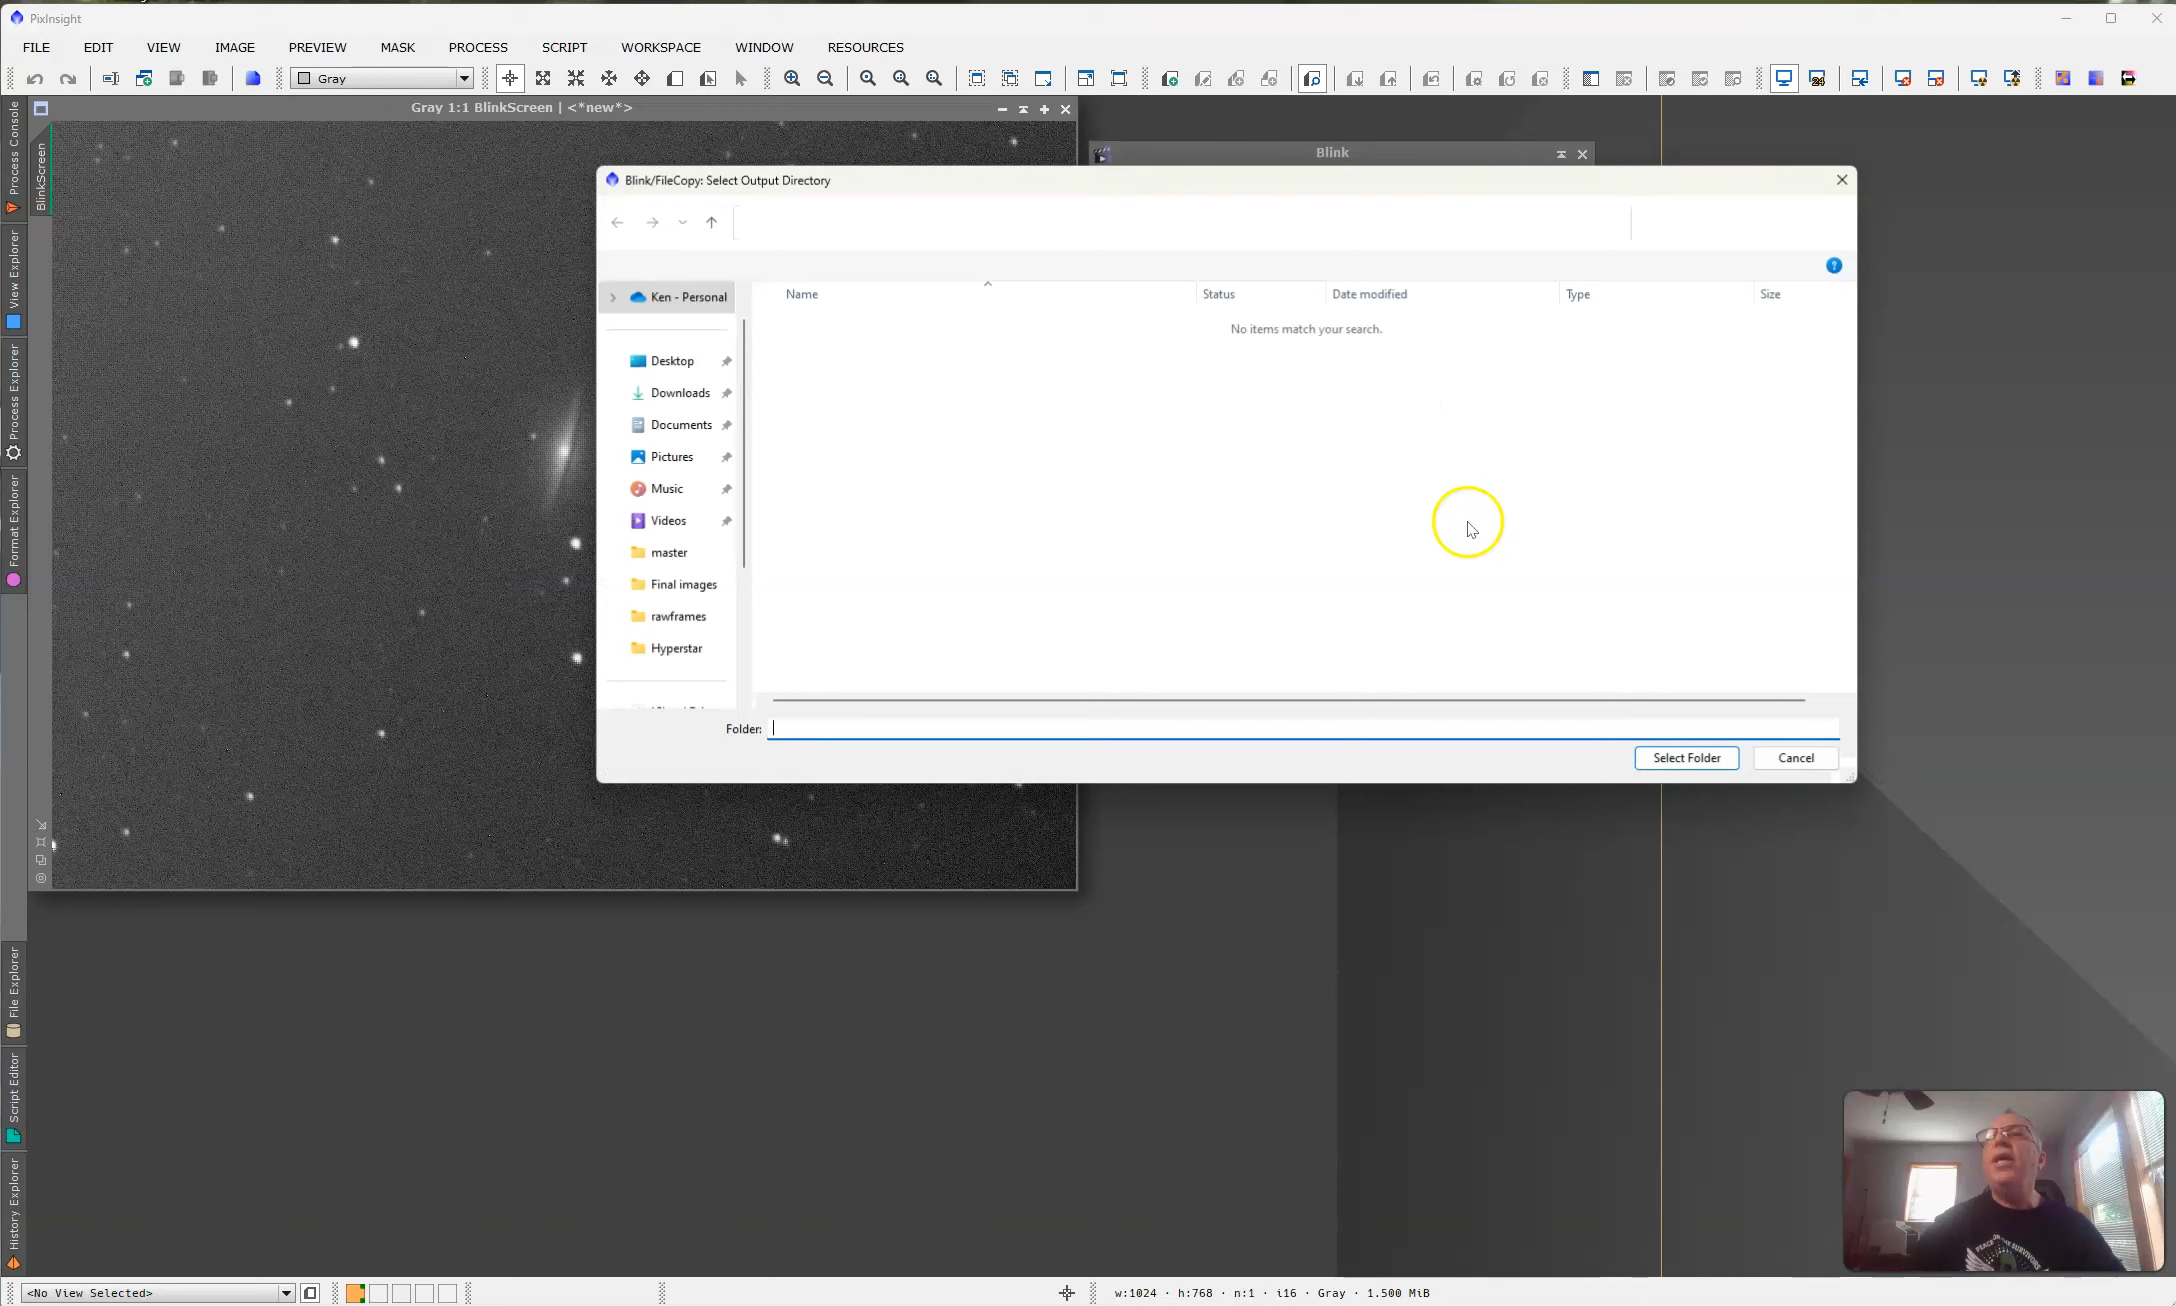 PixInsight
FILE EDIT VIEW IMAGE PREVIEW MASK PROCESS SCRIPT WORKSPACE WINDOW RESOURCES
Gray
24
Gray 1:1 BlinkScreen | <*new*>
Blink
BlinkScreen
Process Console
View Explorer
Process Explorer
Format Explorer
File Explorer
Script Editor
History Explorer
Blink/FileCopy: Select Output Directory
?
Ken - Personal
Name Status Date modified Type Size
No items match your search.
Desktop
Downloads
Documents
Pictures
Music
Videos
master
Final images
rawframes
Hyperstar
Folder:
Select Folder Cancel
<No View Selected>
w:1024 · h:768 · n:1 · i16 · Gray · 1.500 MiB